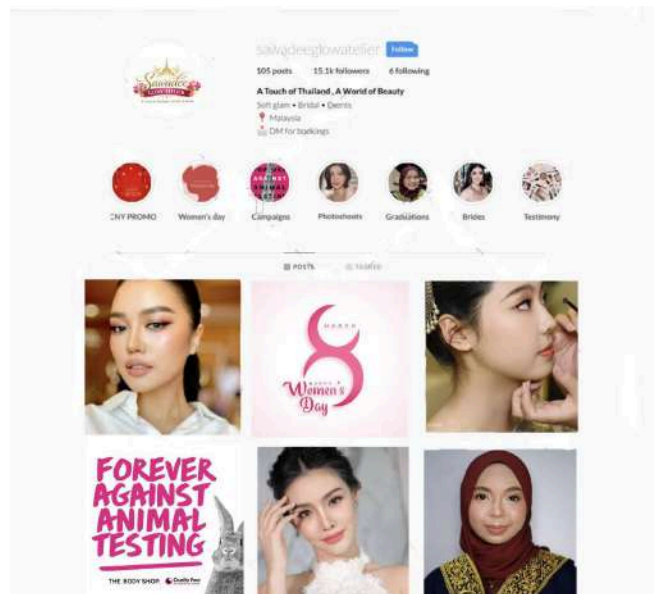 sawadeeglowatelier Follow
505 posts 15.1k followers 6 following
A Touch of Thailand , A World of Beauty
Soft glam • Bridal • Events
Malaysia
DM for bookings
Sawadee
CNY PROMO Women's day Campaigns Photoshoots Graduations Brides Testimony
POSTS TAGGED
MARCH
8
Women's
Day
FOREVER
AGAINST
ANIMAL
TESTING
THE BODY SHOP